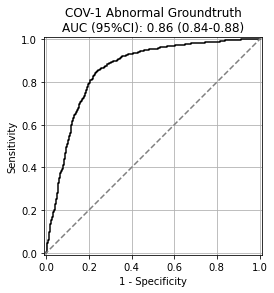 COV-1 Abnormal Groundtruth
AUC (95%CI): 0.86 (0.84-0.88)
1.0
0.8
0.6
0.4
0.2
0.0
Sensitivity
0.0 0.2 0.4 0.6 0.8 1.0
1 - Specificity